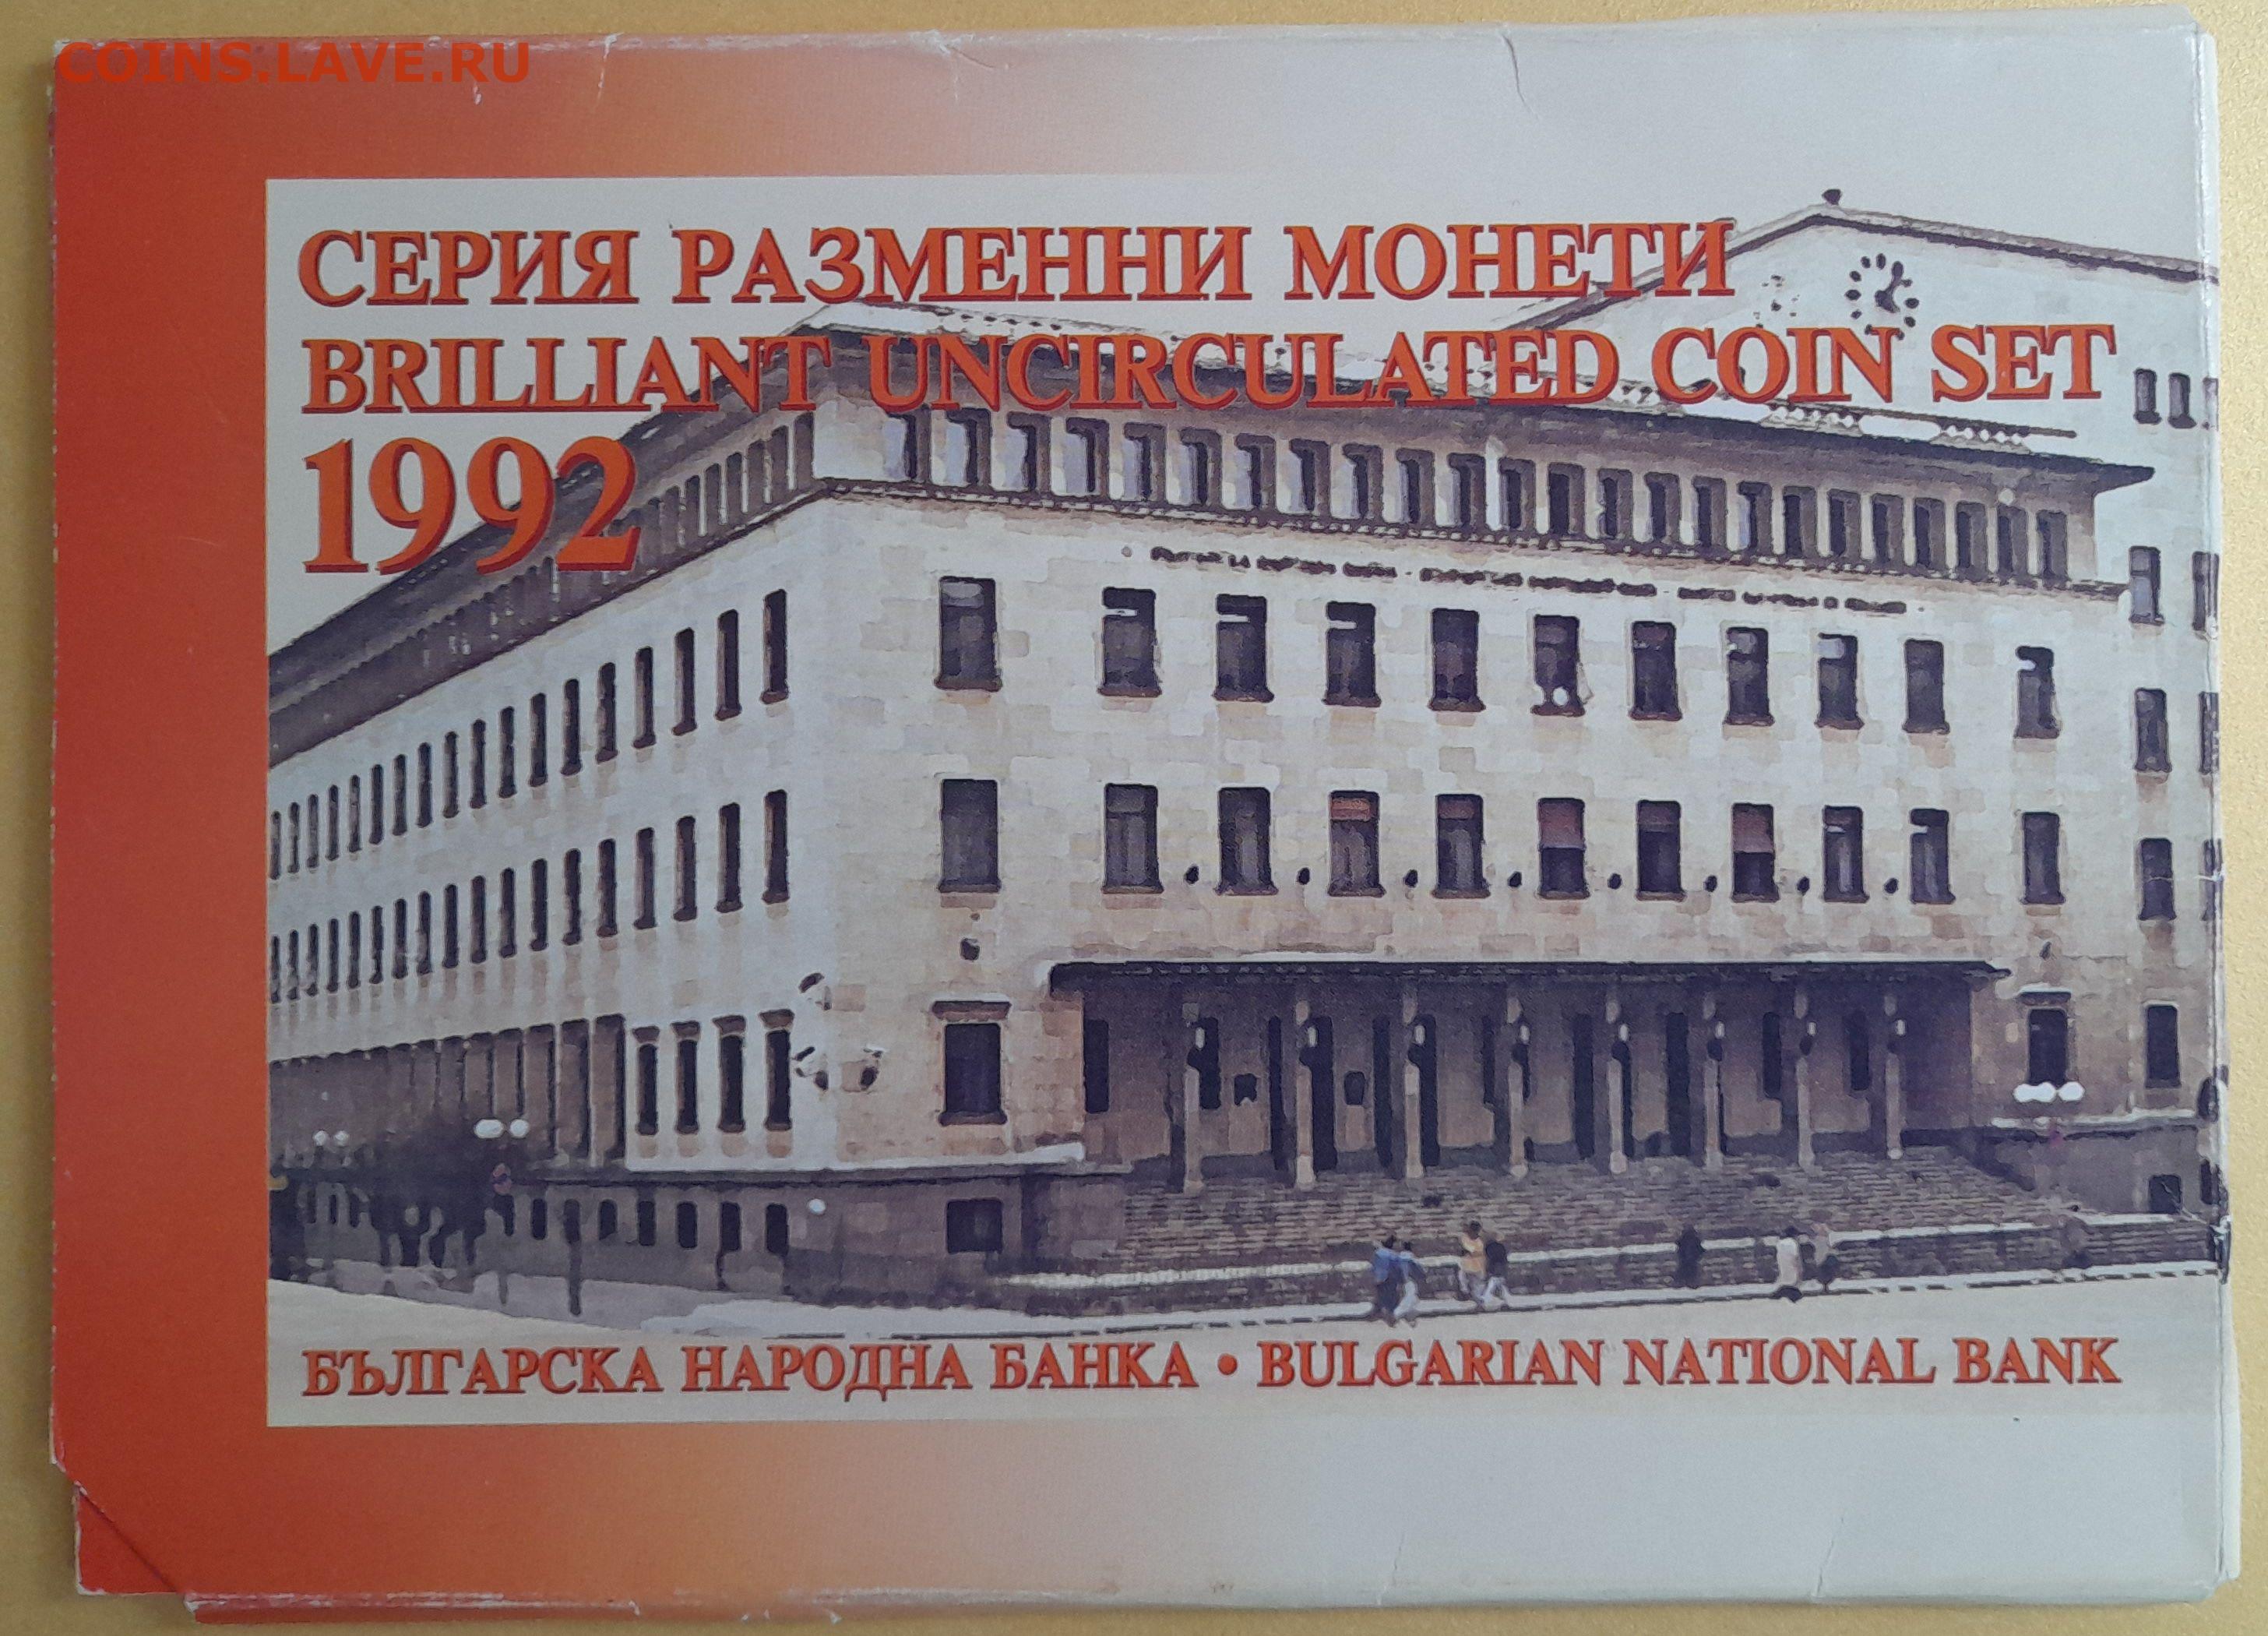 COINS.LAVE.RU
СЕРИЯ РАЗМЕННИ МОНЕТИ
BRILLIANT UNCIRCULATED COIN SET
1992
БЪЛГАРСКА НАРОДНА БАНКА • BULGARIAN NATIONAL BANK